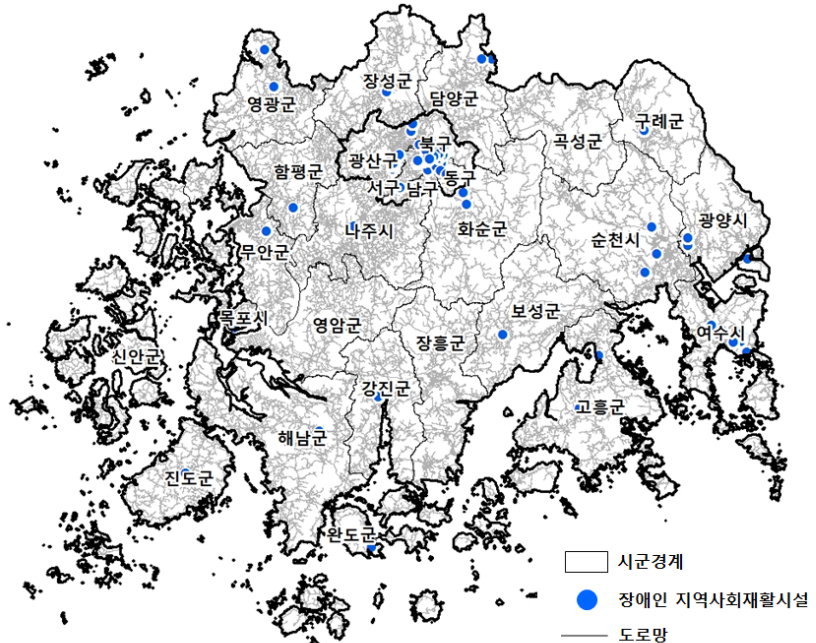 장성군
영광군
담양군
구례군
북구
곡성군
광산구
함평군
동구
서구
남구
광양시
나주시
화순군
순천시
무안군
보성군
목포시
영암군
여수시
장흥군
신안군
강진군
고흥군
해남군
진도군
완도군
시군경계
장애인 지역사회재활시설
도로망